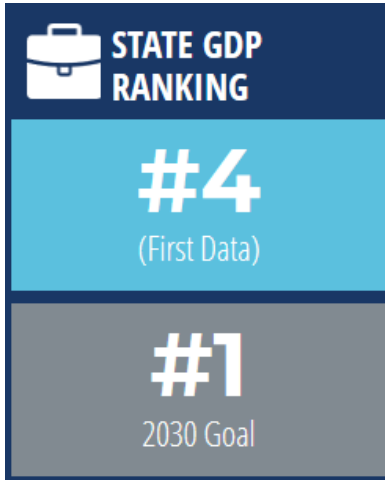 STATE GDP
RANKING
#4
(First Data)
#1
2030 Goal